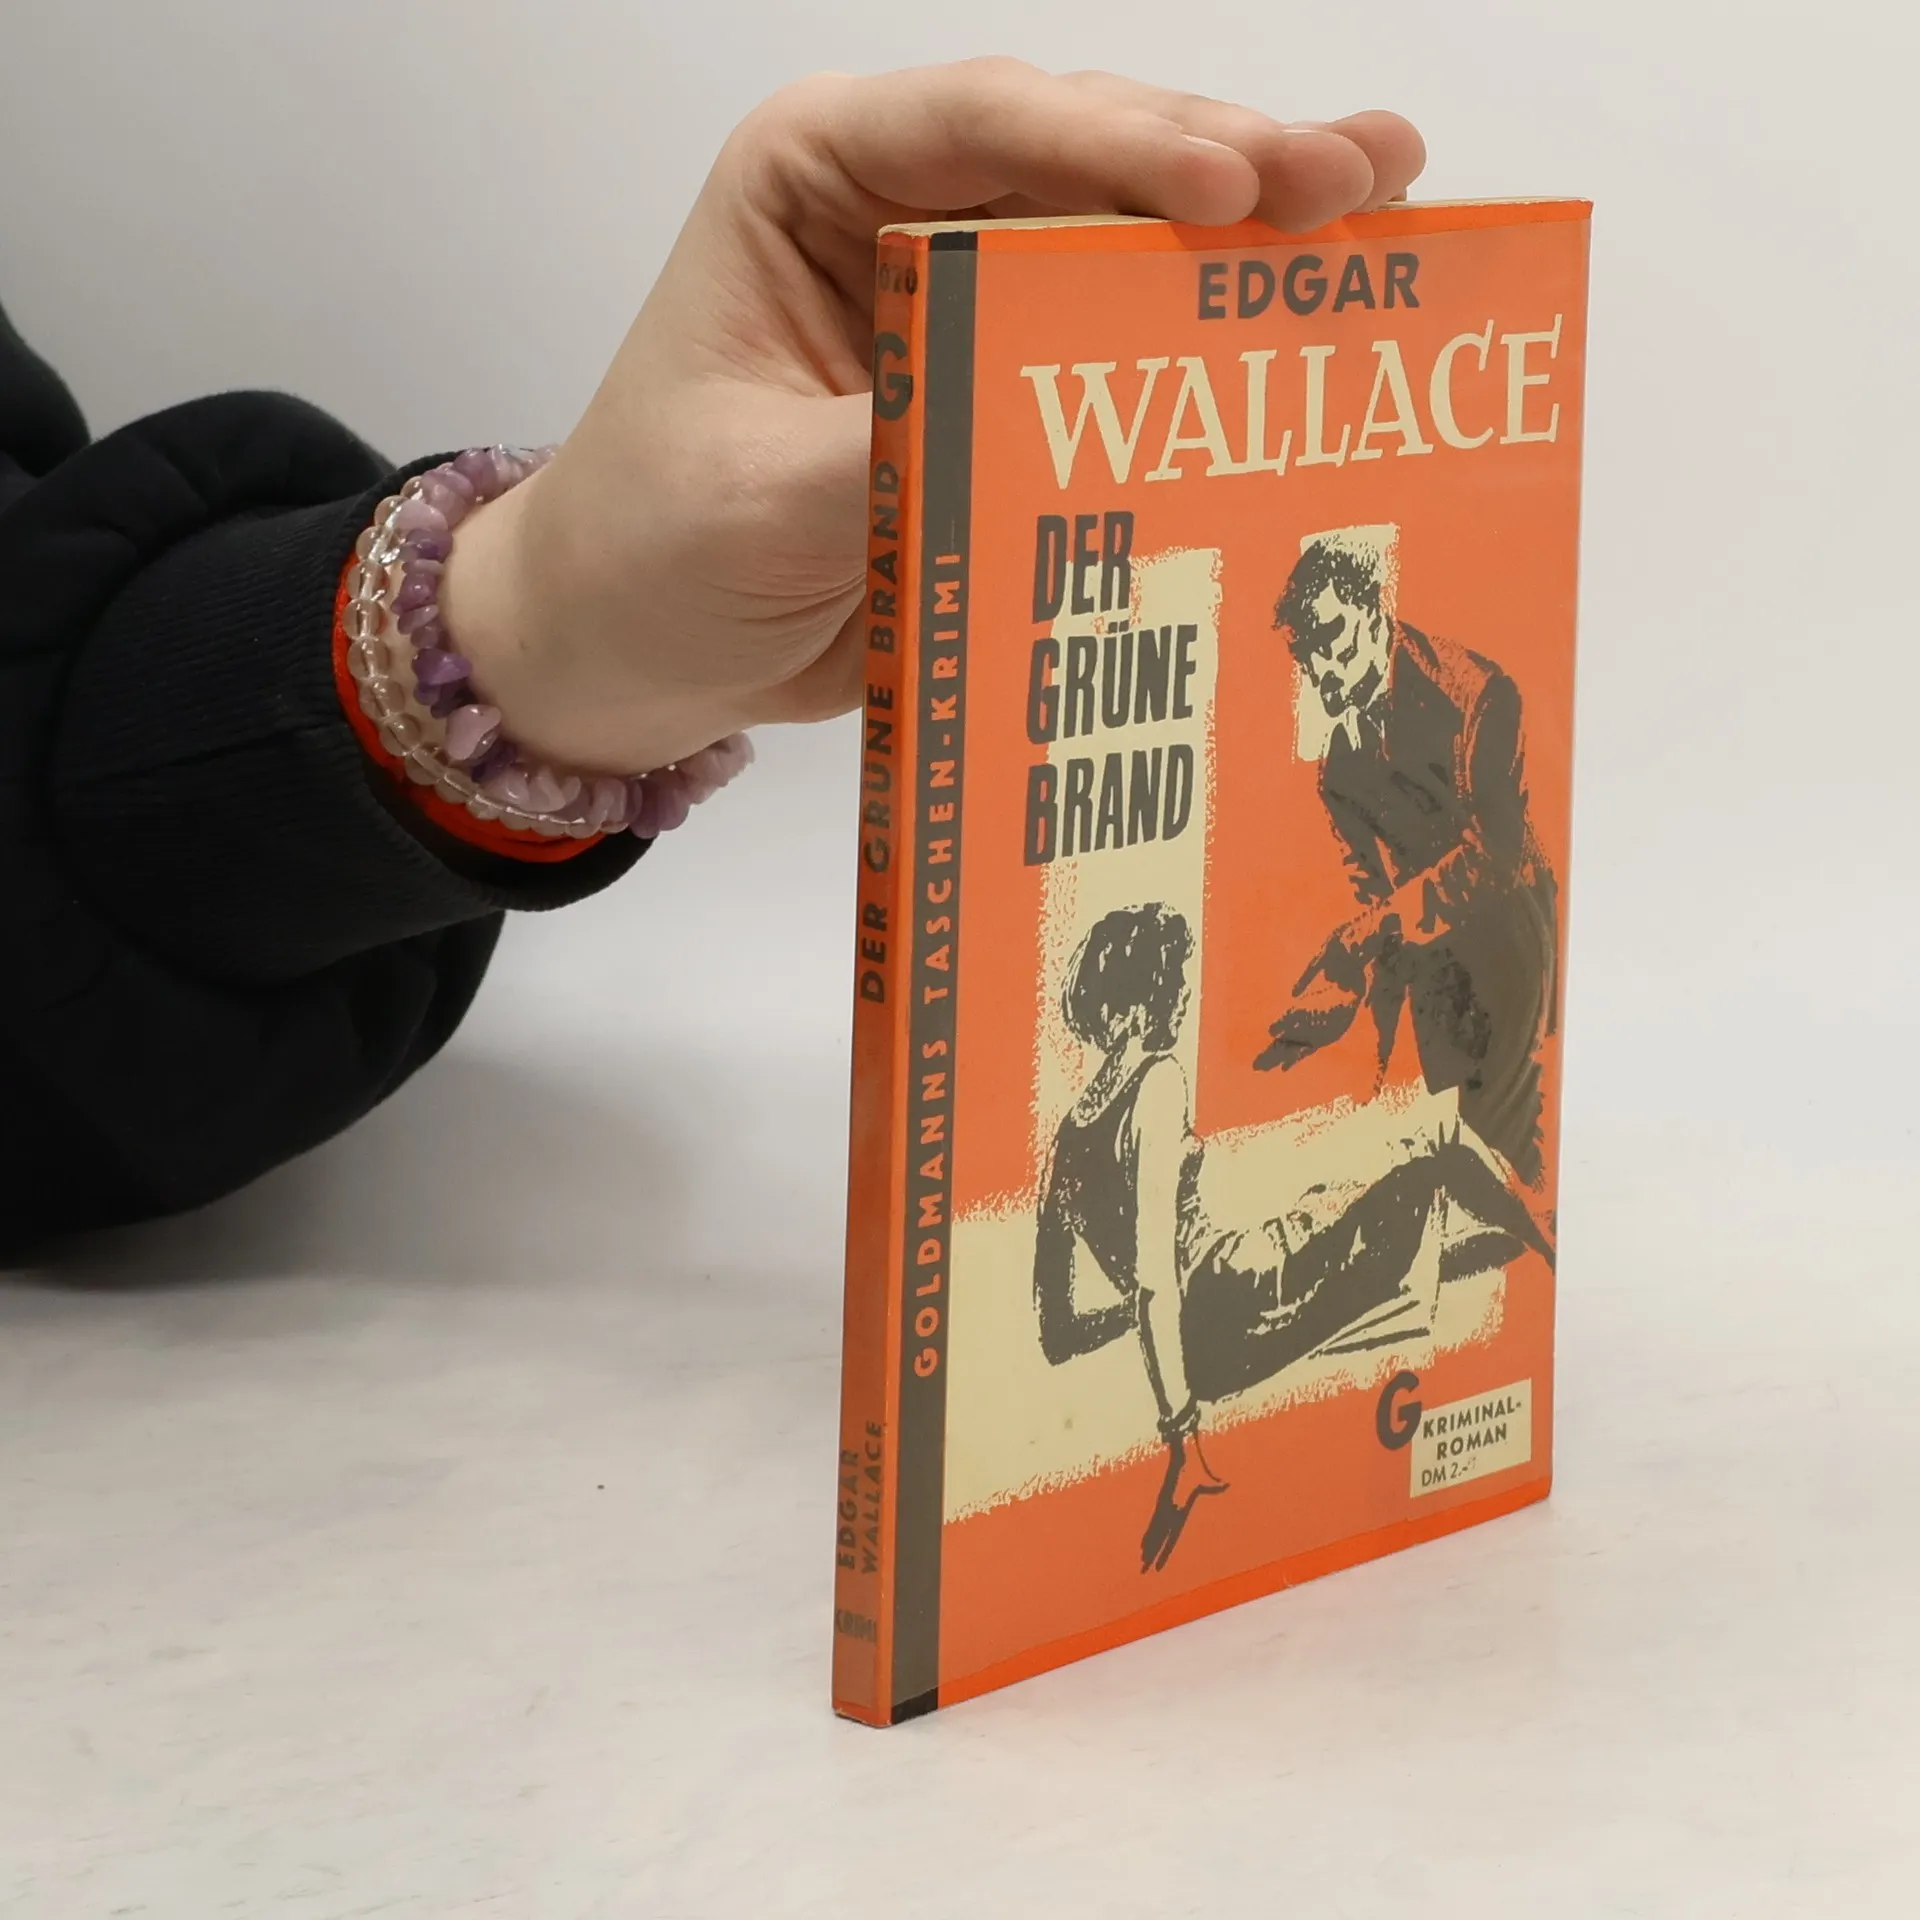 EDGAR
WALLACE
DER
GRÜNE
BRAND
G
KRIMINAL-
ROMAN
DM 2.-
GOLDMANNS TASCHEN-KRIMI
G
DER GRÜNE BRAND
EDGAR
WALLACE
KRIMI